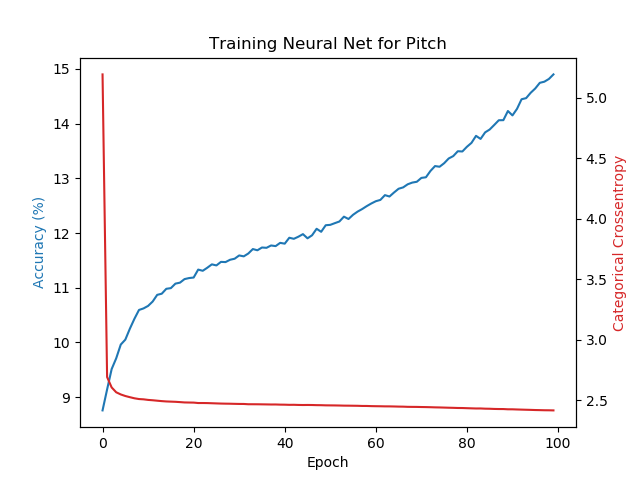 Training Neural Net for Pitch
15
14
13
12
11
10
9
Accuracy (%)
5.0
4.5
4.0
3.5
3.0
2.5
Categorical Crossentropy
0 20 40 60 80 100
Epoch